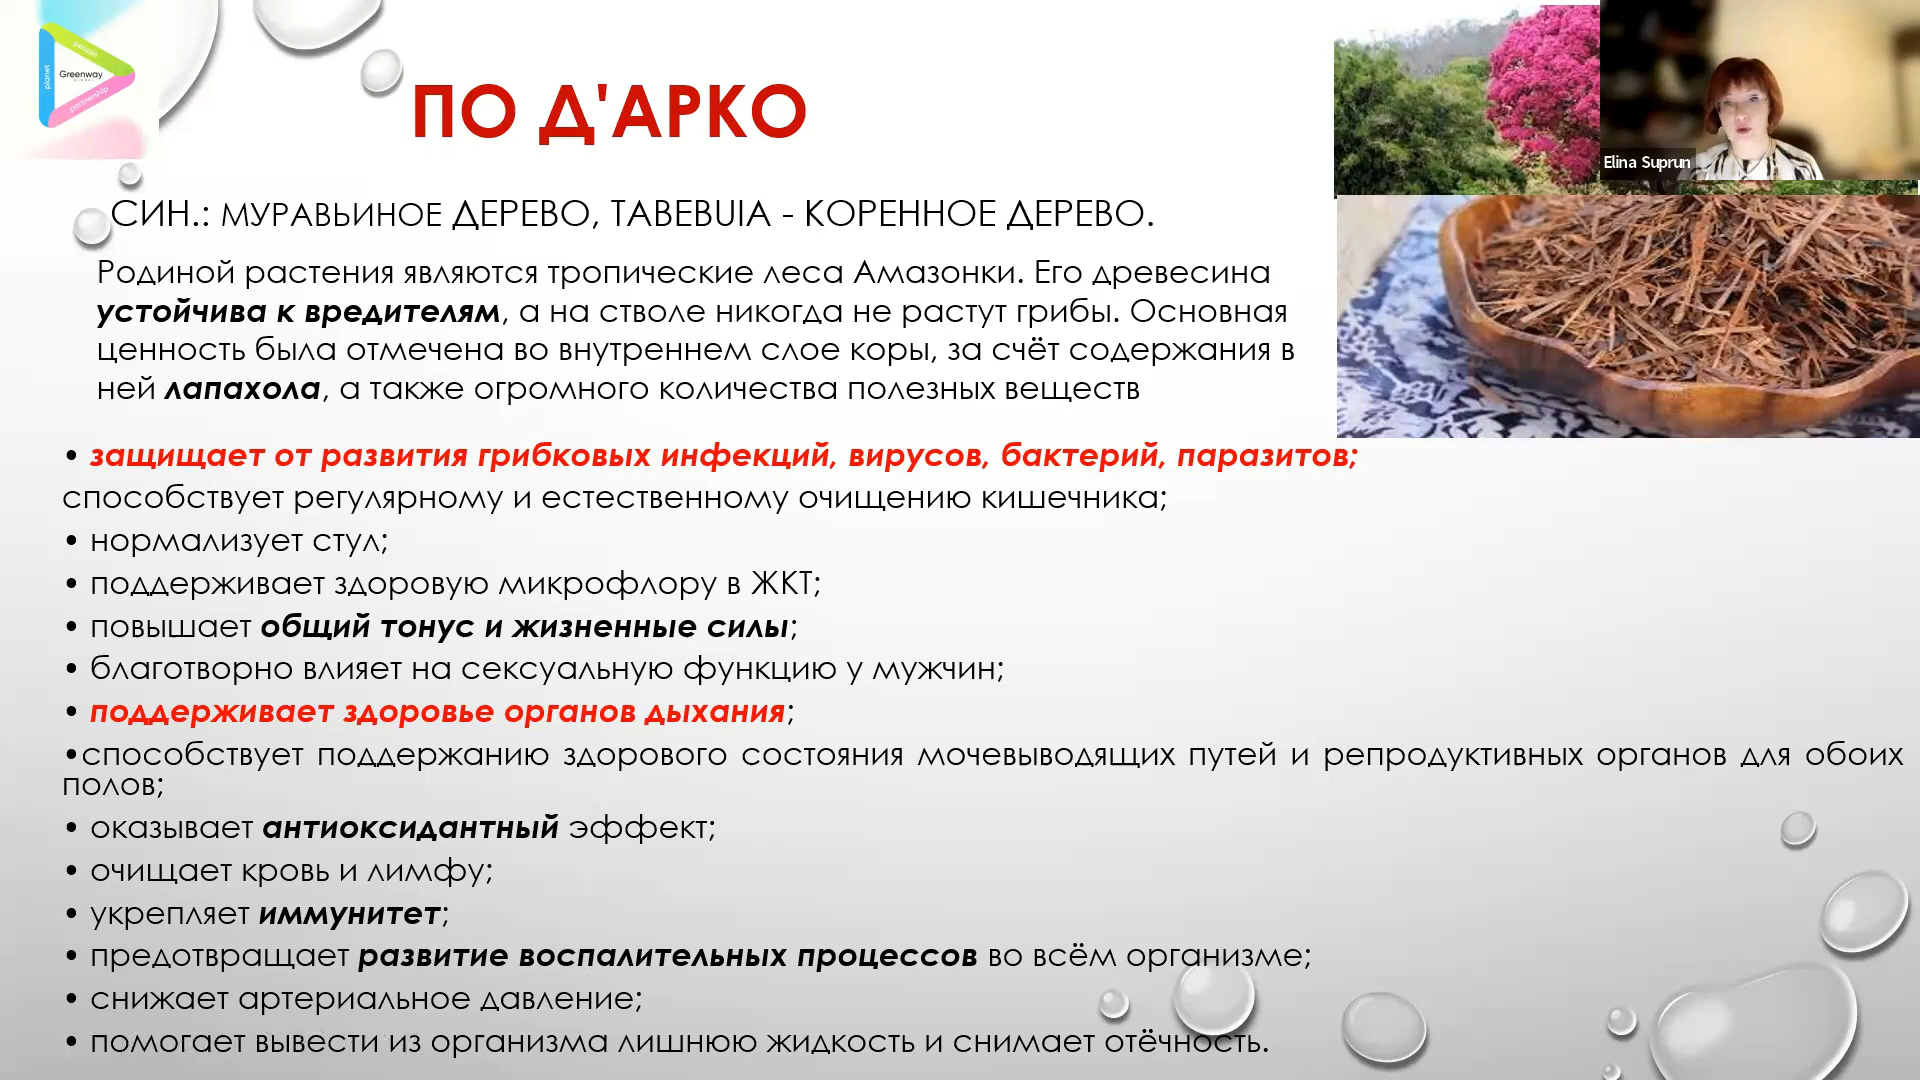 people
planet
Greenway
GLOBAL
partnership
ПО Д'АРКО
Elina Suprun
СИН.: МУРАВЬИНОЕ ДЕРЕВО, TABEBUIA - КОРЕННОЕ ДЕРЕВО.
Родиной растения являются тропические леса Амазонки. Его древесина
устойчива к вредителям, а на стволе никогда не растут грибы. Основная
ценность была отмечена во внутреннем слое коры, за счёт содержания в
ней лапахола, а также огромного количества полезных веществ
• защищает от развития грибковых инфекций, вирусов, бактерий, паразитов;
способствует регулярному и естественному очищению кишечника;
• нормализует стул;
• поддерживает здоровую микрофлору в ЖКТ;
• повышает общий тонус и жизненные силы;
• благотворно влияет на сексуальную функцию у мужчин;
• поддерживает здоровье органов дыхания;
•способствует поддержанию здорового состояния мочевыводящих путей и репродуктивных органов для обоих
полов;
• оказывает антиоксидантный эффект;
• очищает кровь и лимфу;
• укрепляет иммунитет;
• предотвращает развитие воспалительных процессов во всём организме;
• снижает артериальное давление;
• помогает вывести из организма лишнюю жидкость и снимает отёчность.